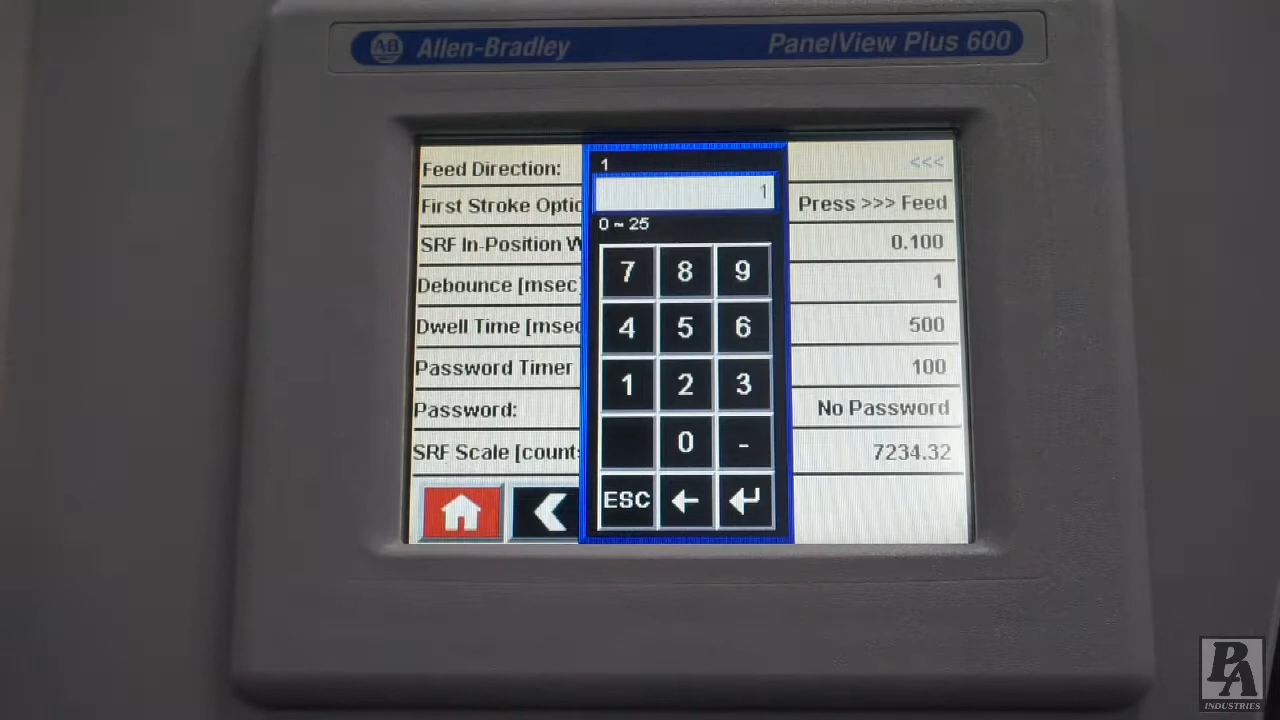 AB Allen-Bradley PanelView Plus 600
Feed Direction:
<<<
First Stroke Optio
Press >>> Feed
SRF In-Position W
0.100
Debounce [msec]
1
Dwell Time [msec
500
Password Timer
100
Password:
No Password
SRF Scale [count
7234.32
1
1
0 ~ 25
7 8 9
4 5 6
1 2 3
0 -
ESC ← ↵
PA
INDUSTRIES